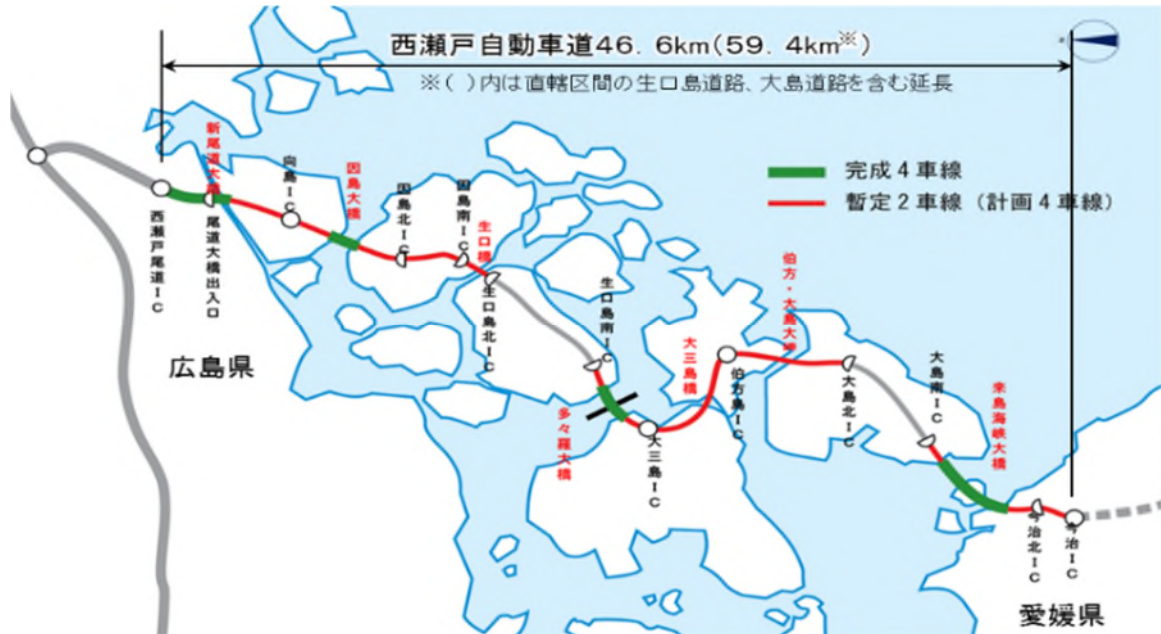 西瀬戸自動車道46．6km(59．4km※)
※( )内は直轄区間の生口島道路、大島道路を含む延長
完成4車線
暫定2車線（計画4車線）
西瀬戸尾道IC
新尾道大橋
尾道大橋出入口
向島IC
因島大橋
因島北IC
因島南IC
生口橋
生口島北IC
生口島南IC
多々羅大橋
大三島IC
大三島橋
伯方島IC
伯方・大島大
大島北IC
大島南IC
来島海峡大橋
今治北IC
今治IC
広島県
愛媛県